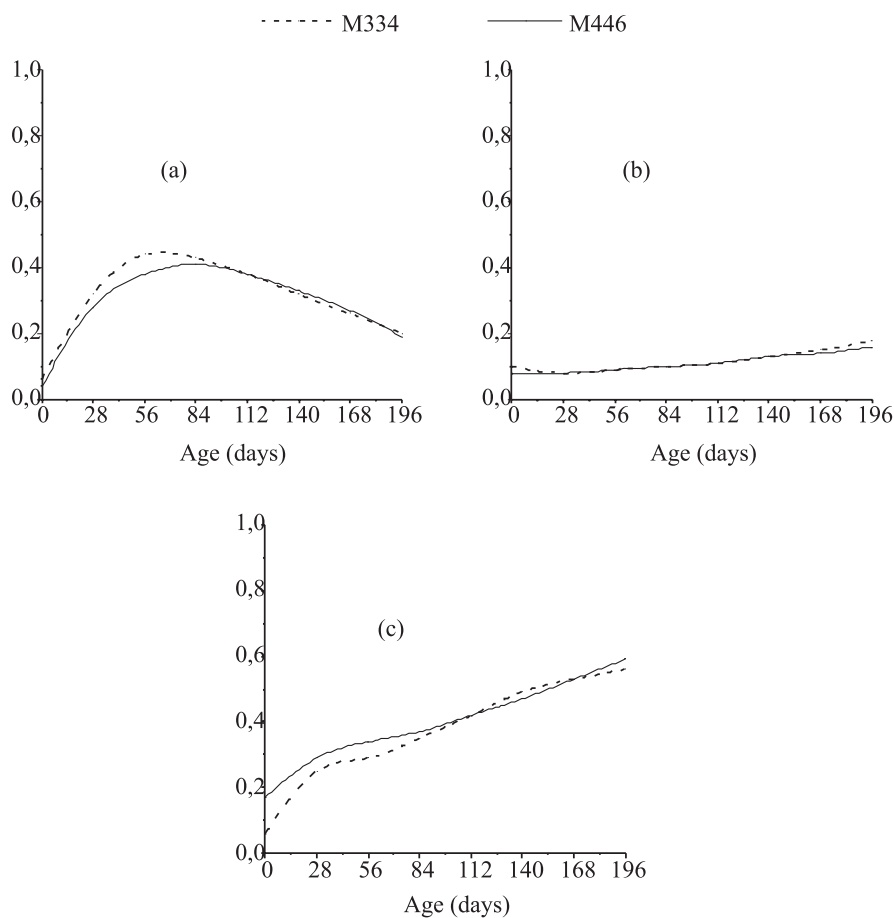 M334 M446
1,0 1,0
0,8 0,8
(a) (b)
0,6 0,6
0,4 0,4
0,2 0,2
0,0 0,0
0 28 56 84 112 140 168 196 0 28 56 84 112 140 168 196
Age (days) Age (days)
1,0
0,8
(c)
0,6
0,4
0,2
0,0
0 28 56 84 112 140 168 196
Age (days)